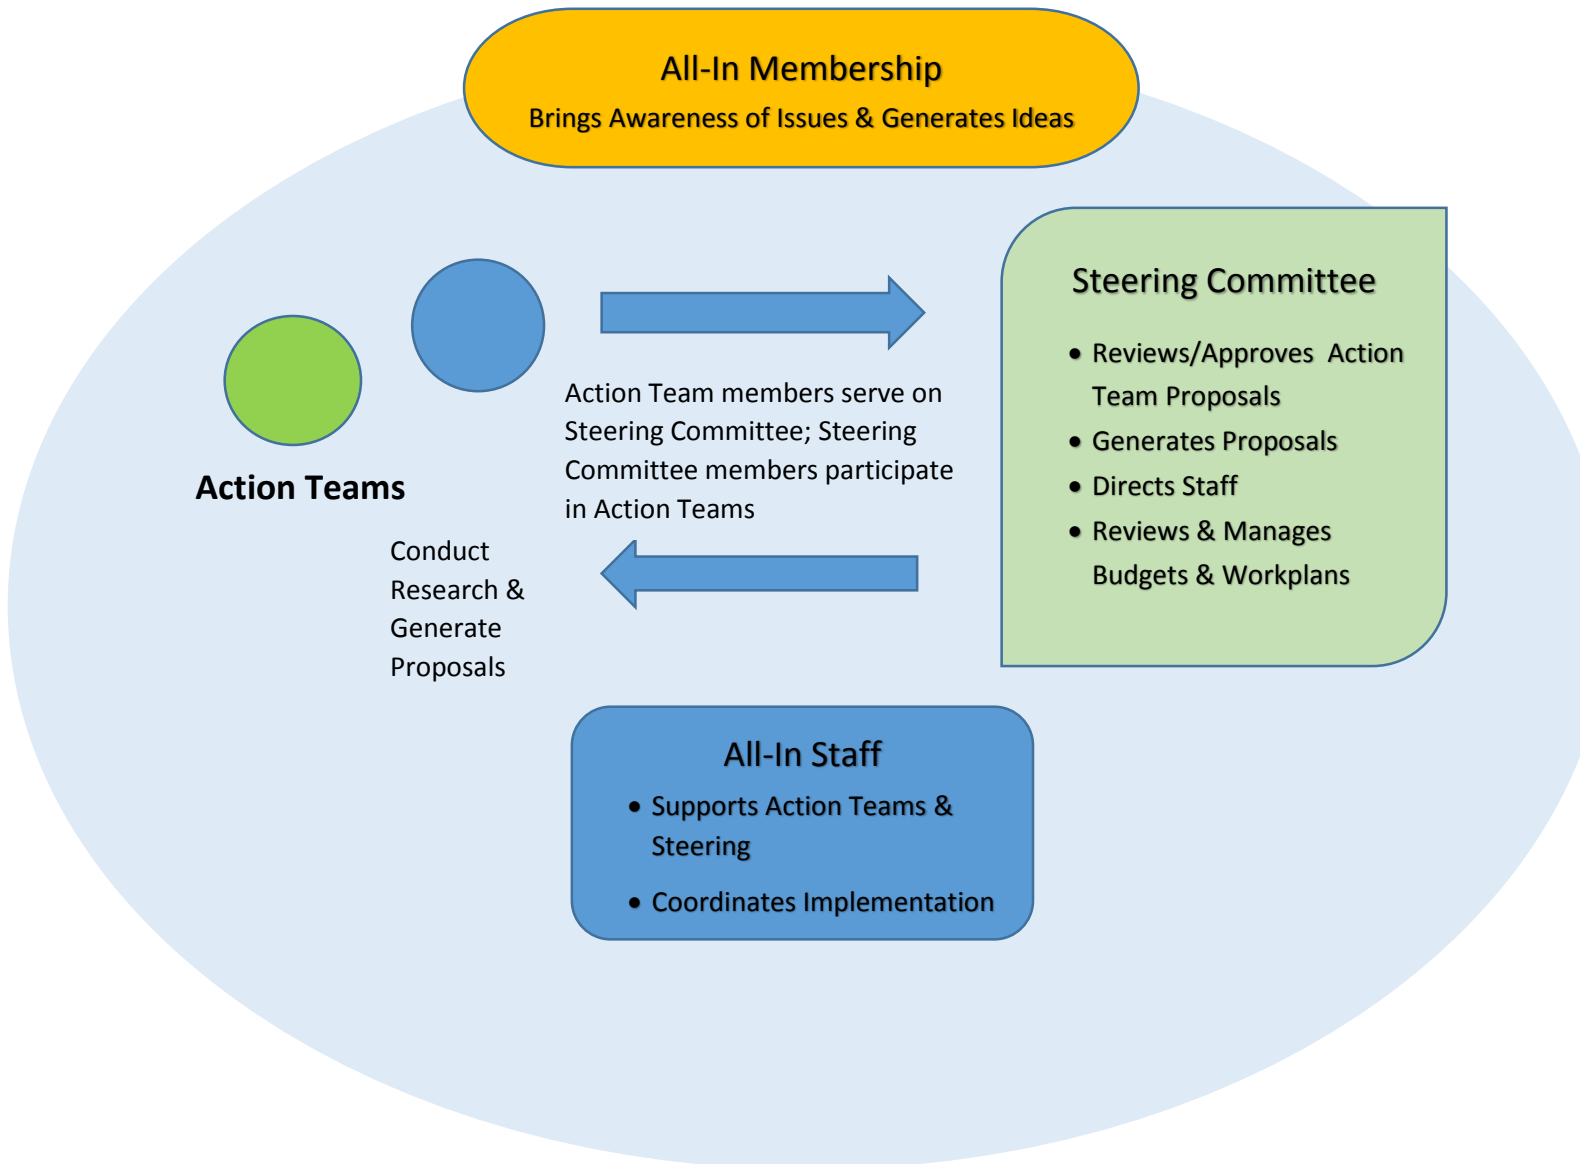 All-In Membership
Brings Awareness of Issues & Generates Ideas
Action Teams
Conduct
Research &
Generate
Proposals
Action Team members serve on
Steering Committee; Steering
Committee members participate
in Action Teams
Steering Committee
• Reviews/Approves  Action
Team Proposals
• Generates Proposals
• Directs Staff
• Reviews & Manages
Budgets & Workplans
All-In Staff
• Supports Action Teams &
Steering
• Coordinates Implementation